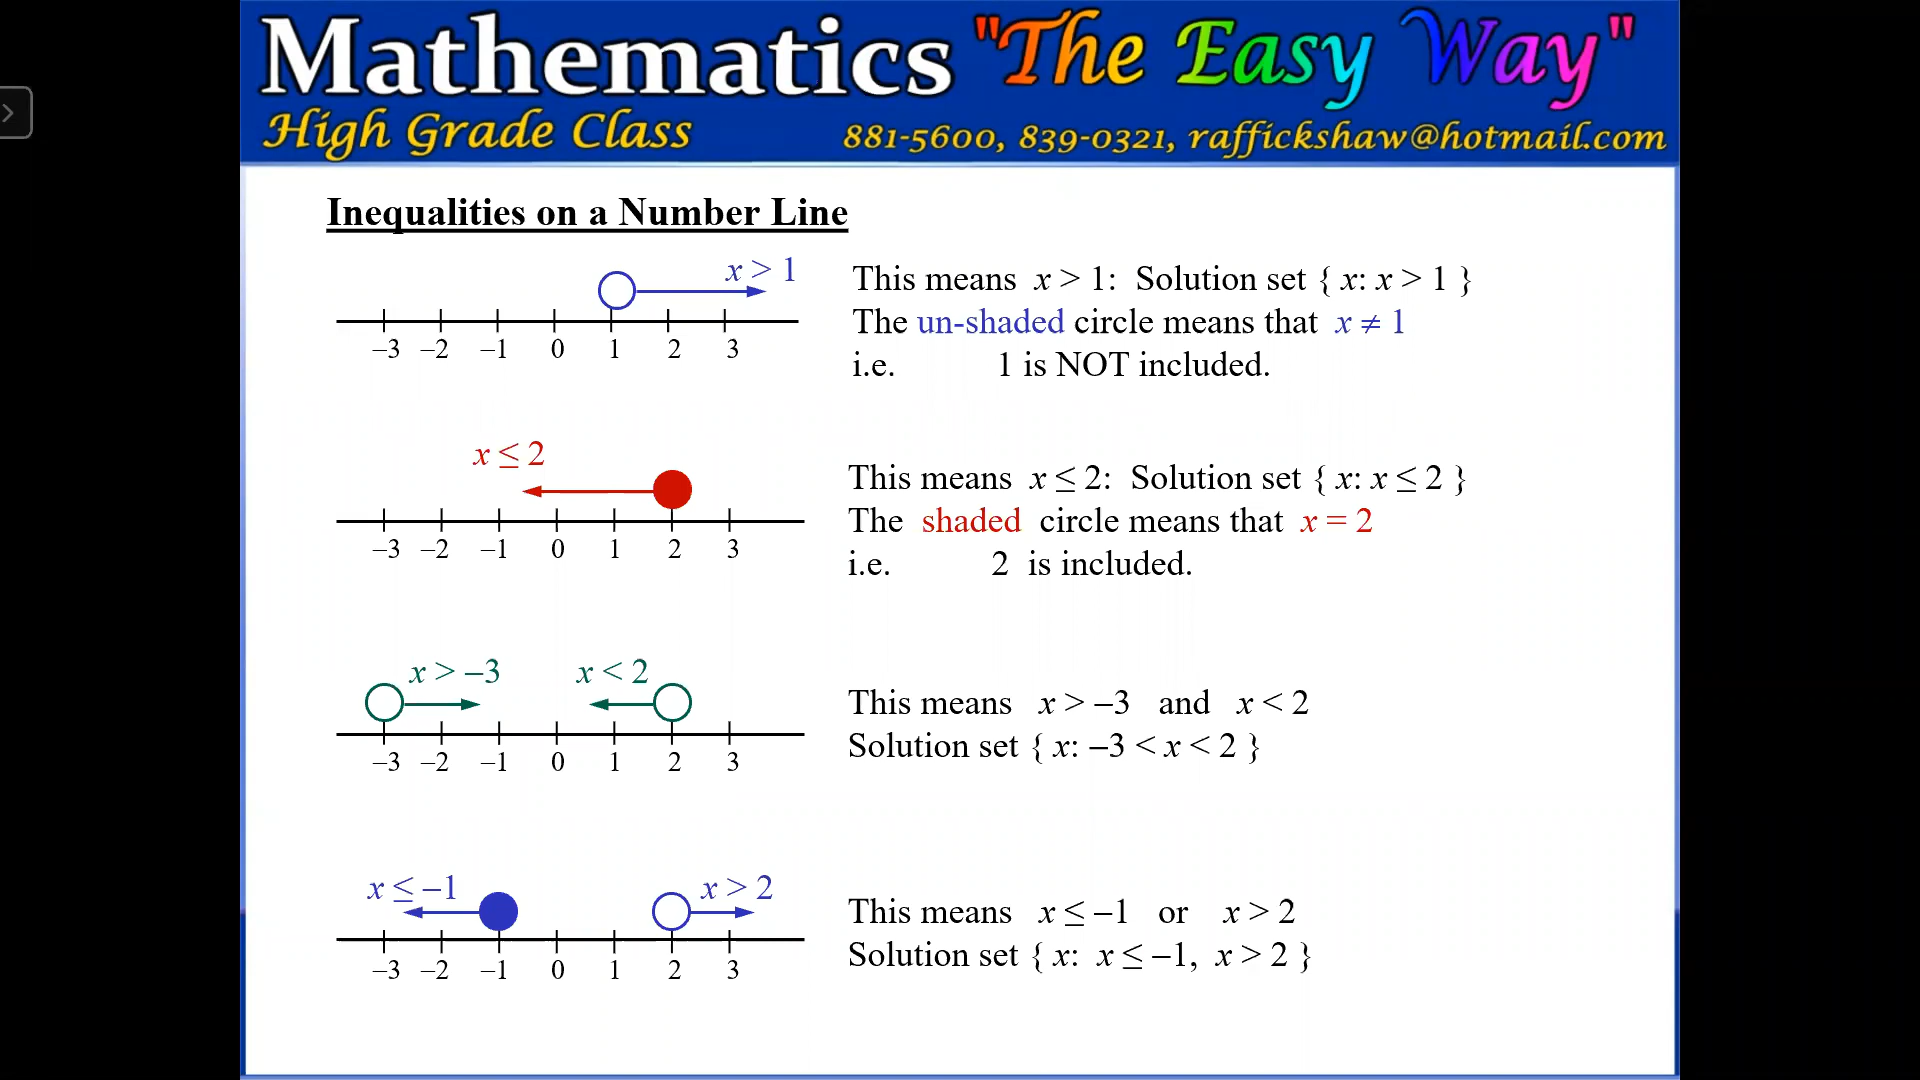 Mathematics "The Easy Way"
High Grade Class 881-5600, 839-0321, raffickshaw@hotmail.com
Inequalities on a Number Line
x > 1
–3 –2 –1 0 1 2 3
This means x > 1: Solution set { x: x > 1 }
The un-shaded circle means that x ≠ 1
i.e. 1 is NOT included.
x ≤ 2
–3 –2 –1 0 1 2 3
This means x ≤ 2: Solution set { x: x ≤ 2 }
The shaded circle means that x = 2
i.e. 2 is included.
x > –3 x < 2
–3 –2 –1 0 1 2 3
This means x > –3 and x < 2
Solution set { x: –3 < x < 2 }
x ≤ –1 x > 2
–3 –2 –1 0 1 2 3
This means x ≤ –1 or x > 2
Solution set { x: x ≤ –1, x > 2 }